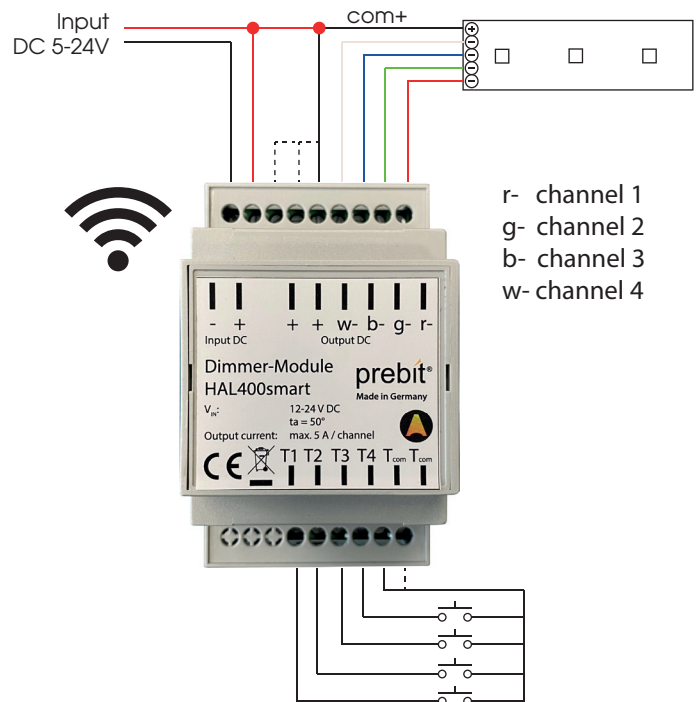 Input
DC 5-24V
com+
r- channel 1
g- channel 2
b- channel 3
w- channel 4
- + + + w- b- g- r-
Input DC Output DC
Dimmer-Module
HAL400smart
prebit®
Made in Germany
VIN: 12-24 V DC
ta = 50°
Output current: max. 5 A / channel
CE T1 T2 T3 T4 Tcom Tcom